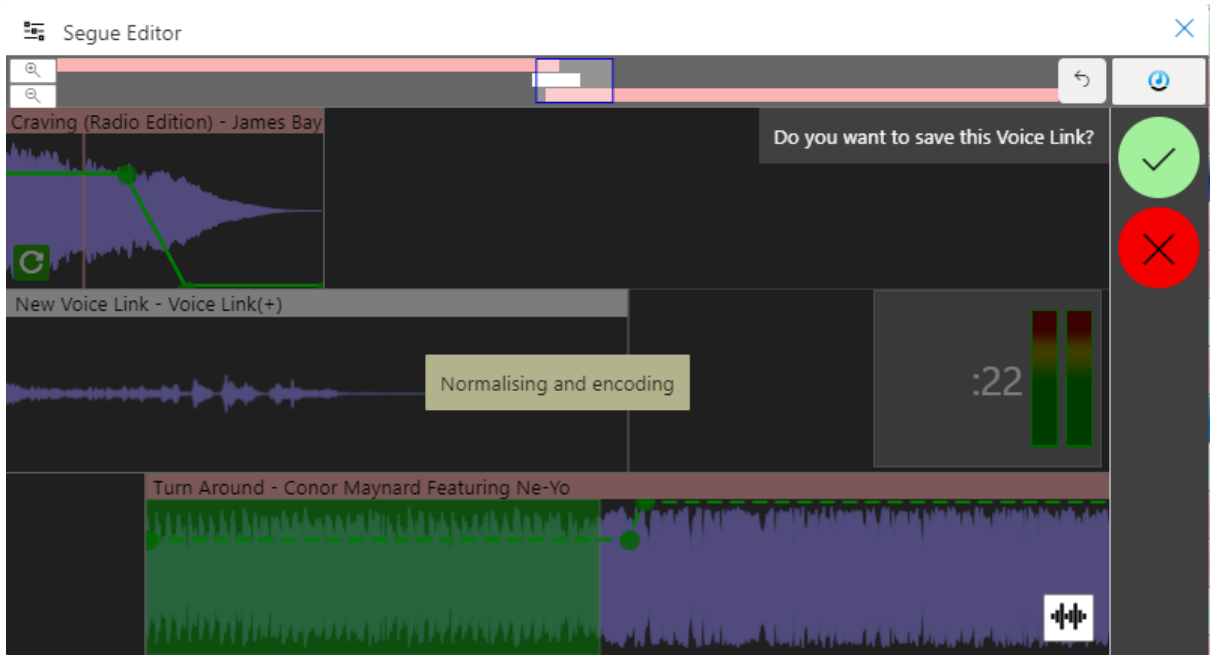 Segue Editor
Craving (Radio Edition) - James Bay
Do you want to save this Voice Link?
New Voice Link - Voice Link(+)
Normalising and encoding
:22
Turn Around - Conor Maynard Featuring Ne-Yo